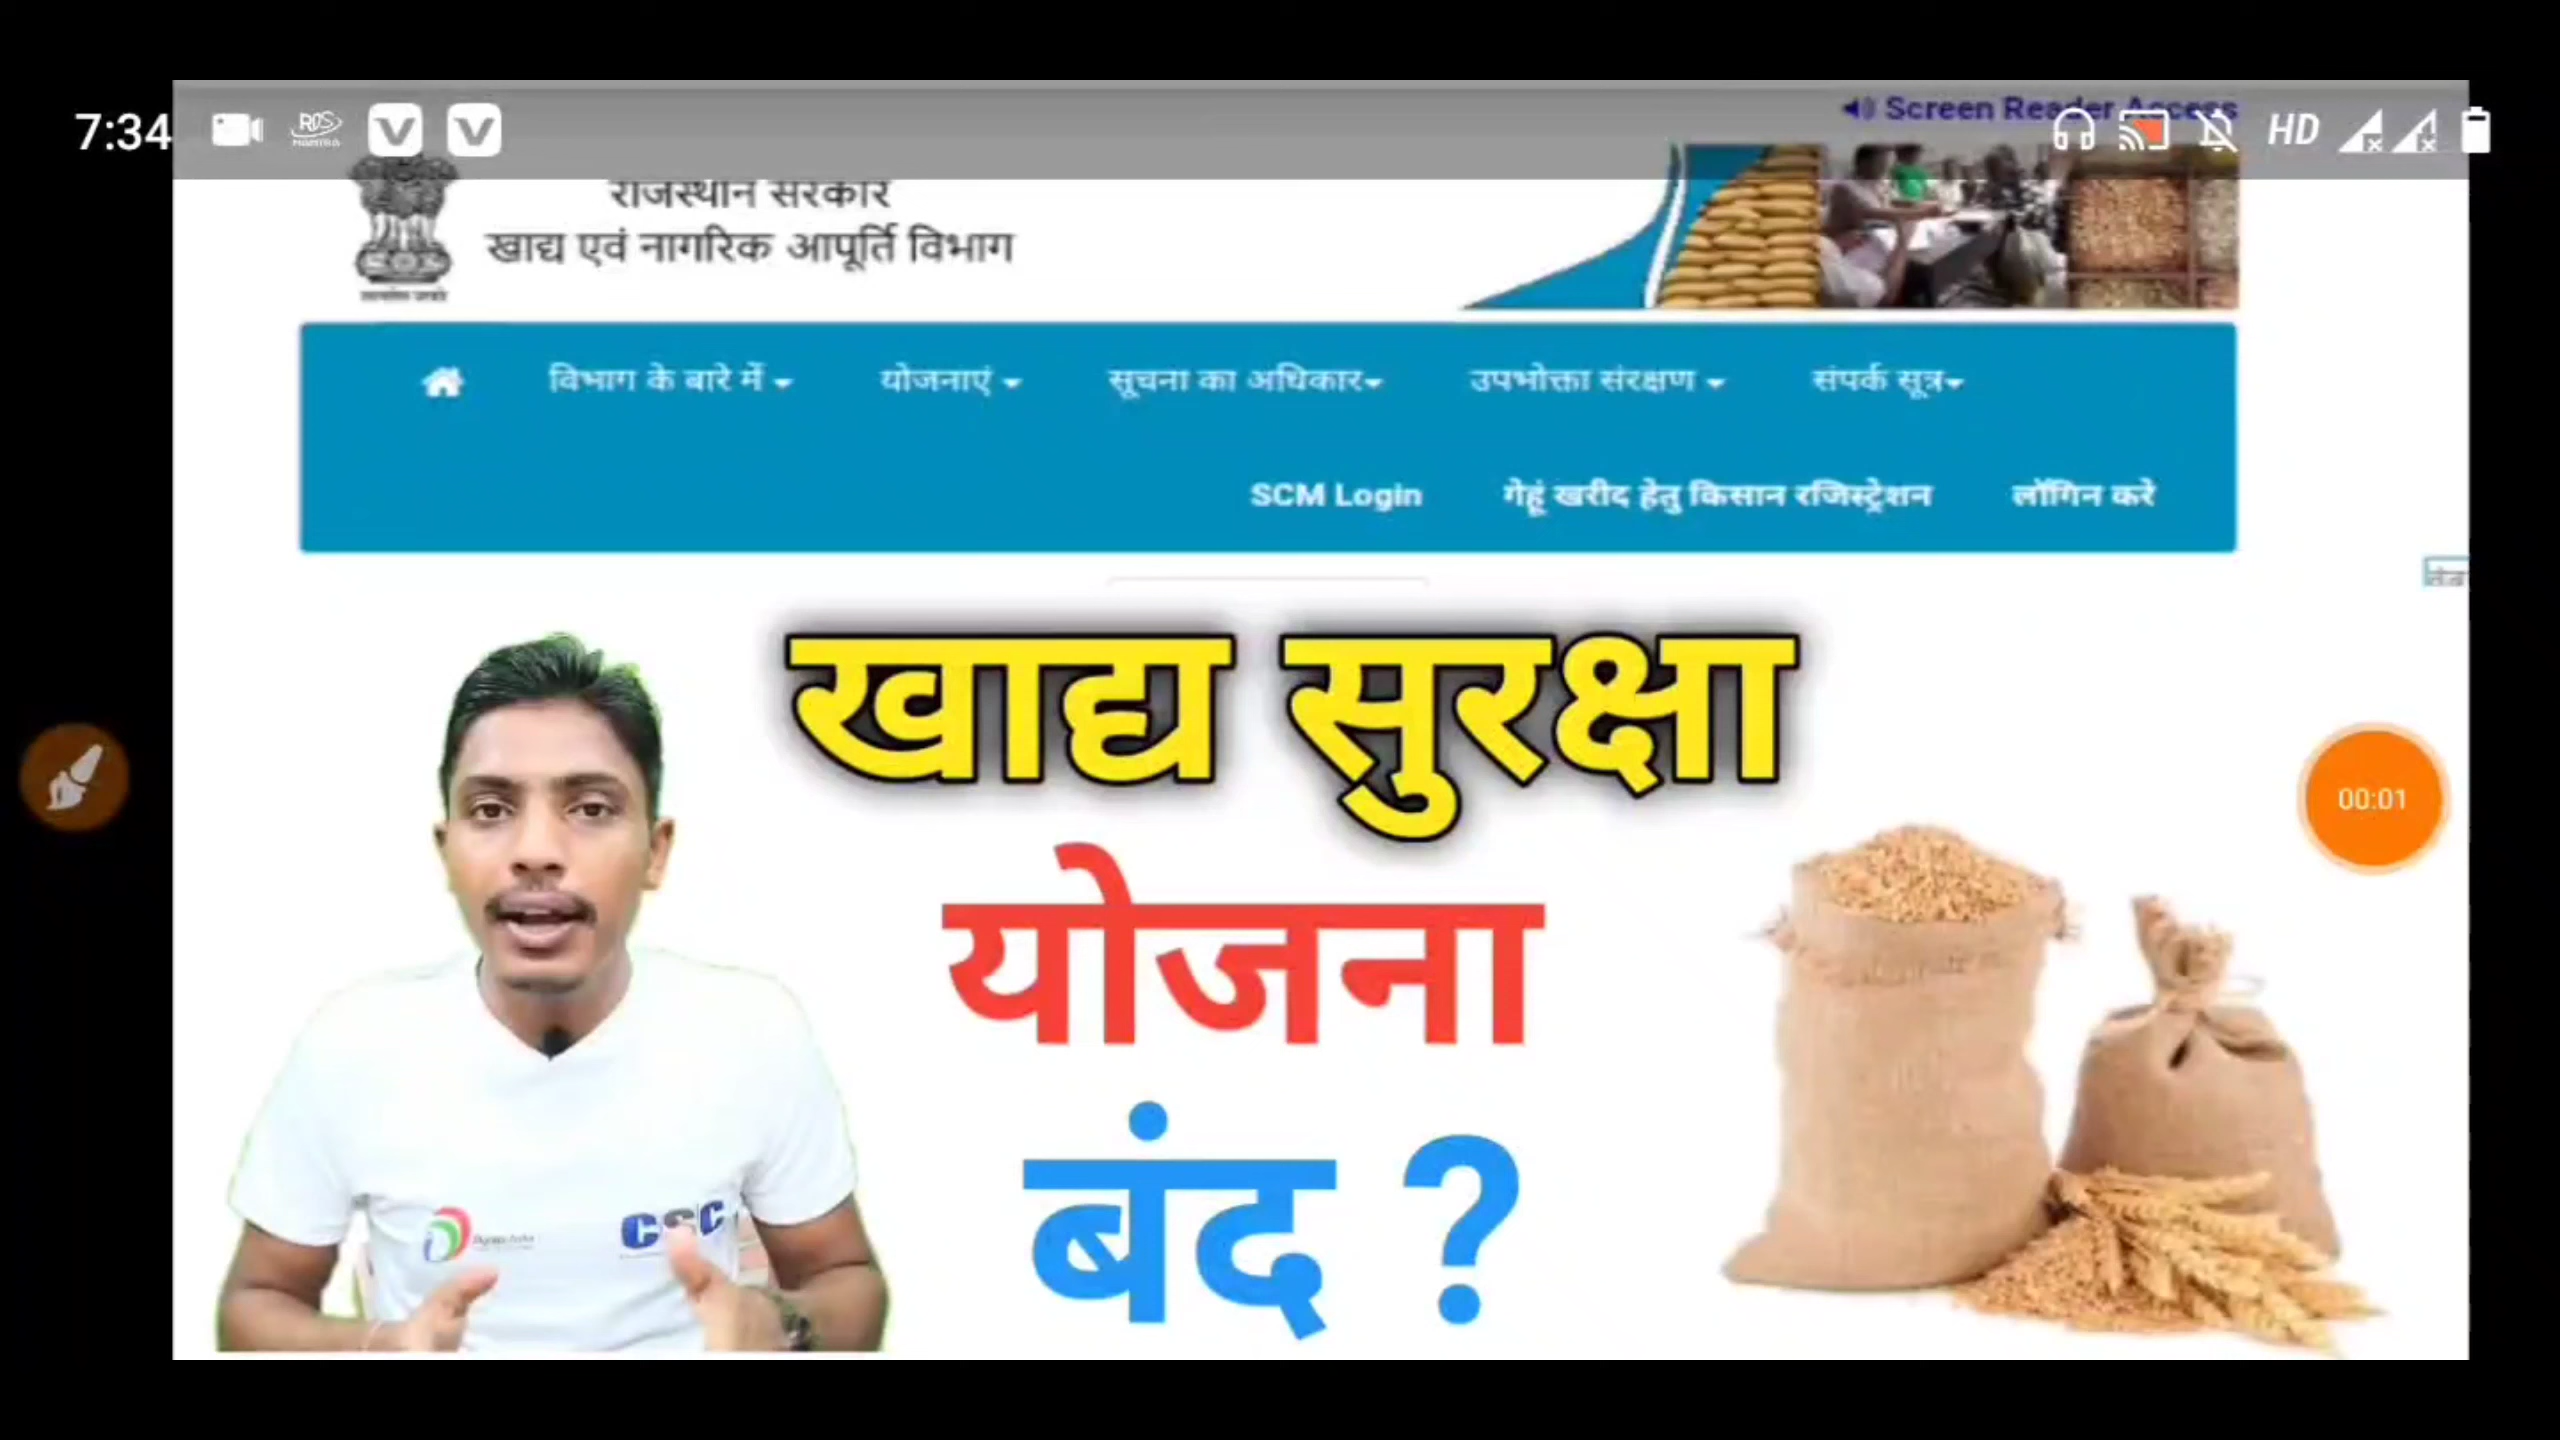 Screen Reader Access
7:34
HD
राजस्थान सरकार
खाद्य एवं नागरिक आपूर्ति विभाग
विभाग के बारे में
योजनाएं
सूचना का अधिकार
उपभोक्ता संरक्षण
संपर्क सूत्र
SCM Login
गेहूं खरीद हेतु किसान रजिस्ट्रेशन
लॉगिन करे
खाद्य सुरक्षा
00:01
योजना
बंद ?
CSC